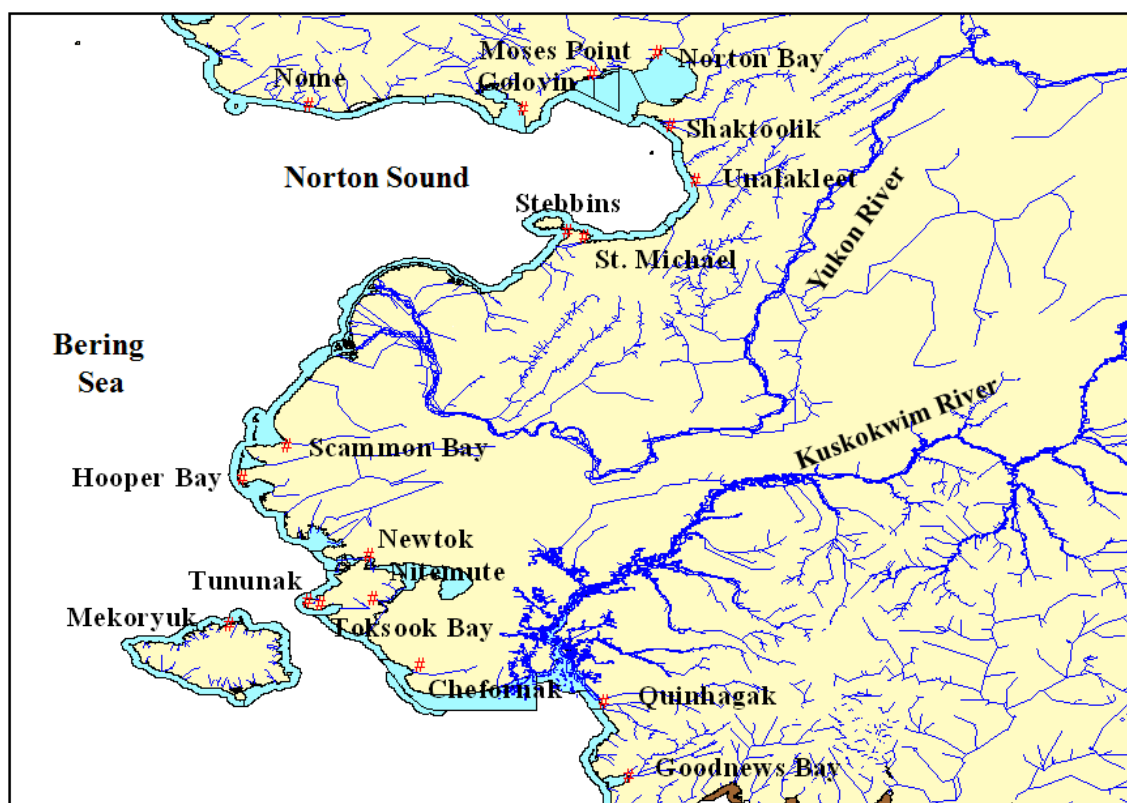 Moses Point
Norton Bay
Golovin
Nome
Shaktoolik
Norton Sound
Unalakleet
Stebbins
St. Michael
Yukon River
Bering
Sea
Kuskokwim River
Scammon Bay
Hooper Bay
Newtok
Nitemute
Tununak
Mekoryuk
Toksook Bay
Chefornak
Quinhagak
Goodnews Bay